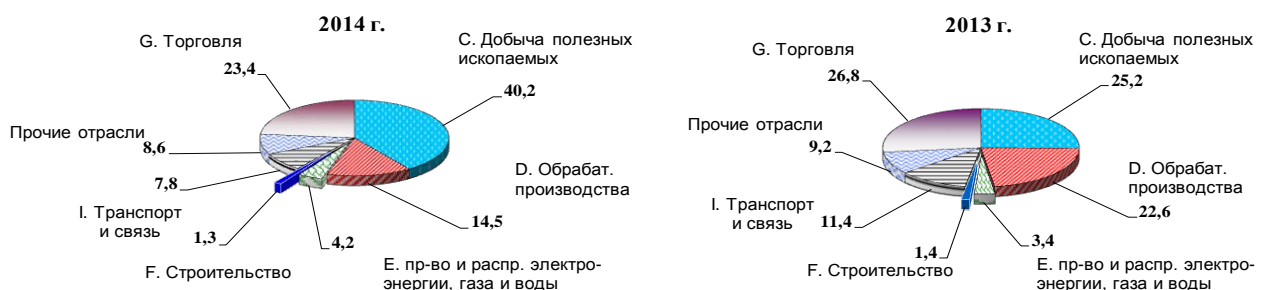 2014 г.
G. Торговля
23,4
С. Добыча полезных
ископаемых
40,2
Прочие отрасли
8,6
7,8
D. Обрабат.
производства
14,5
I. Транспорт
и связь
1,3
4,2
F. Строительство
Е. пр-во и распр. электро-
энергии, газа и воды
2013 г.
G. Торговля
26,8
С. Добыча полезных
ископаемых
25,2
Прочие отрасли
9,2
D. Обрабат.
производства
22,6
I. Транспорт
и связь
11,4
1,4
3,4
F. Строительство
Е. пр-во и распр. электро-
энергии, газа и воды